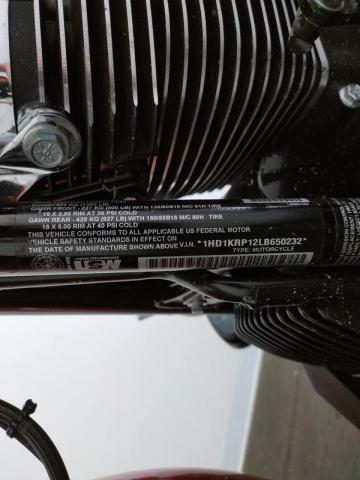 GAWR FRONT - 227 KG (500 LB) WITH 130/60B19 M/C 61H TIRE
19 X 3.50 RIM AT 36 PSI COLD
GAWR REAR - 420 KG (927 LB) WITH 180/55B18 M/C 80H TIRE
18 X 5.00 RIM AT 40 PSI COLD
THIS VEHICLE CONFORMS TO ALL APPLICABLE US FEDERAL MOTOR
VEHICLE SAFETY STANDARDS IN EFFECT ON
THE DATE OF MANUFACTURE SHOWN ABOVE V.I.N. *1HD1KRP12LB650232*
TYPE: MOTORCYCLE